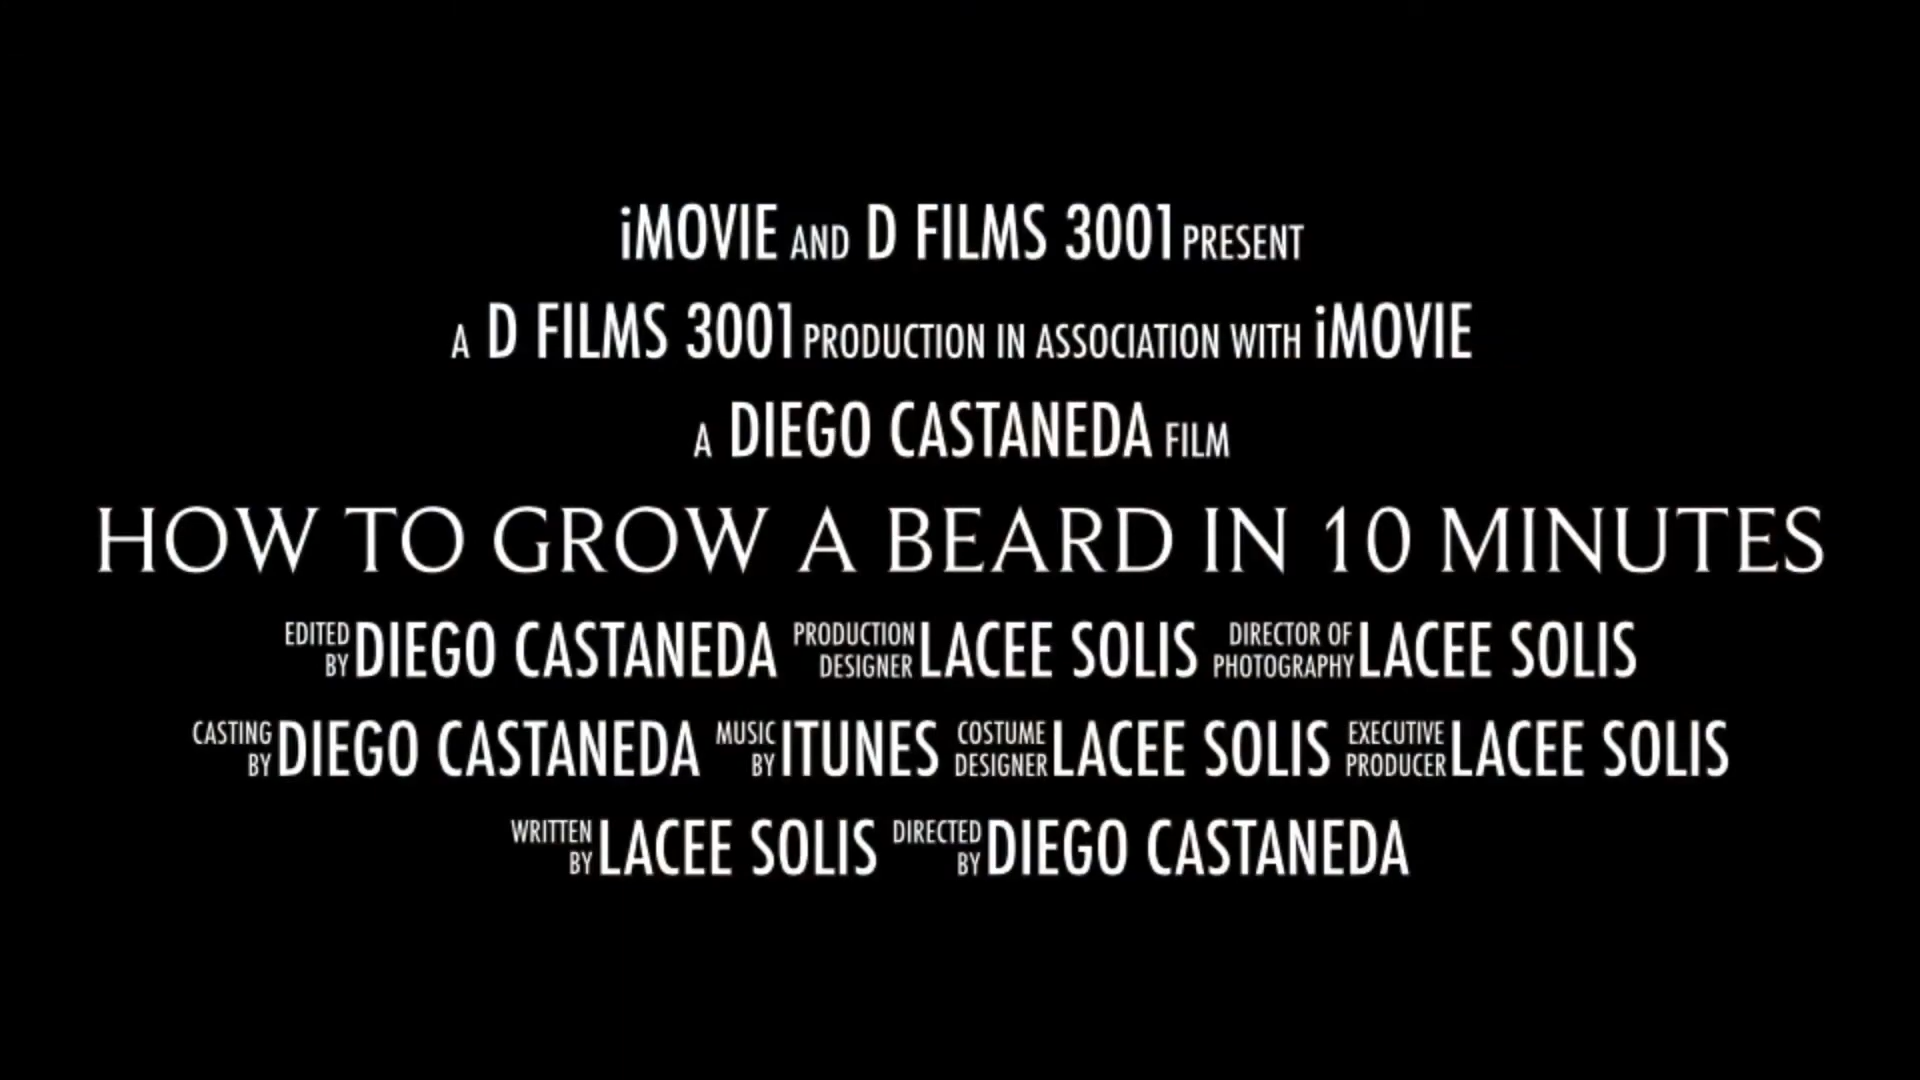 iMOVIE AND D FILMS 3001 PRESENT
A D FILMS 3001 PRODUCTION IN ASSOCIATION WITH iMOVIE
A DIEGO CASTANEDA FILM
HOW TO GROW A BEARD IN 10 MINUTES
EDITED BY DIEGO CASTANEDA PRODUCTION DESIGNER LACEE SOLIS DIRECTOR OF PHOTOGRAPHY LACEE SOLIS
CASTING BY DIEGO CASTANEDA MUSIC BY ITUNES COSTUME DESIGNER LACEE SOLIS EXECUTIVE PRODUCER LACEE SOLIS
WRITTEN BY LACEE SOLIS DIRECTED BY DIEGO CASTANEDA